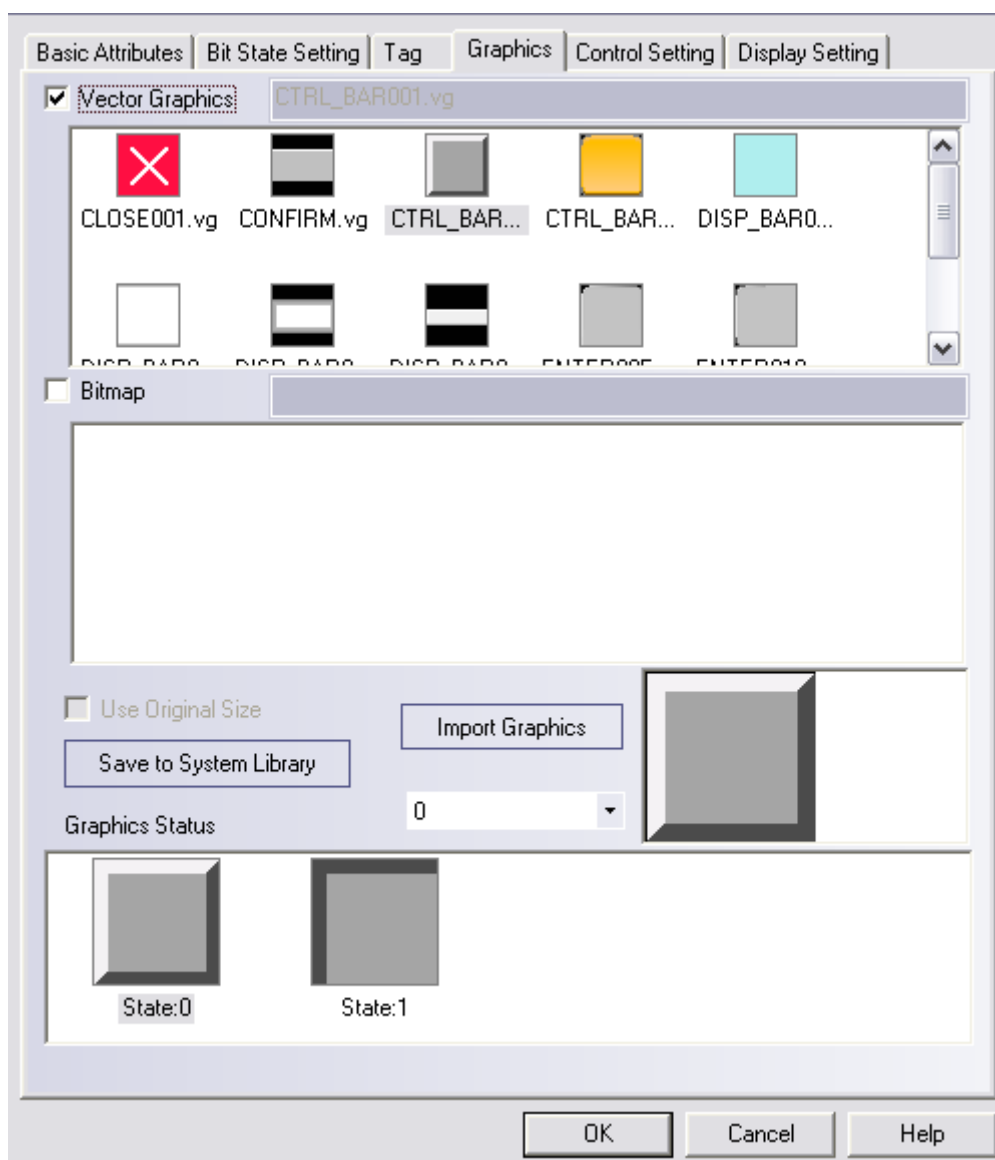 Basic Attributes Bit State Setting Tag Graphics Control Setting Display Setting
Vector Graphics CTRL_BAR001.vg
CLOSE001.vg CONFIRM.vg CTRL_BAR... CTRL_BAR... DISP_BAR0...
Bitmap
Use Original Size
Import Graphics
Save to System Library
0
Graphics Status
State:0 State:1
OK Cancel Help